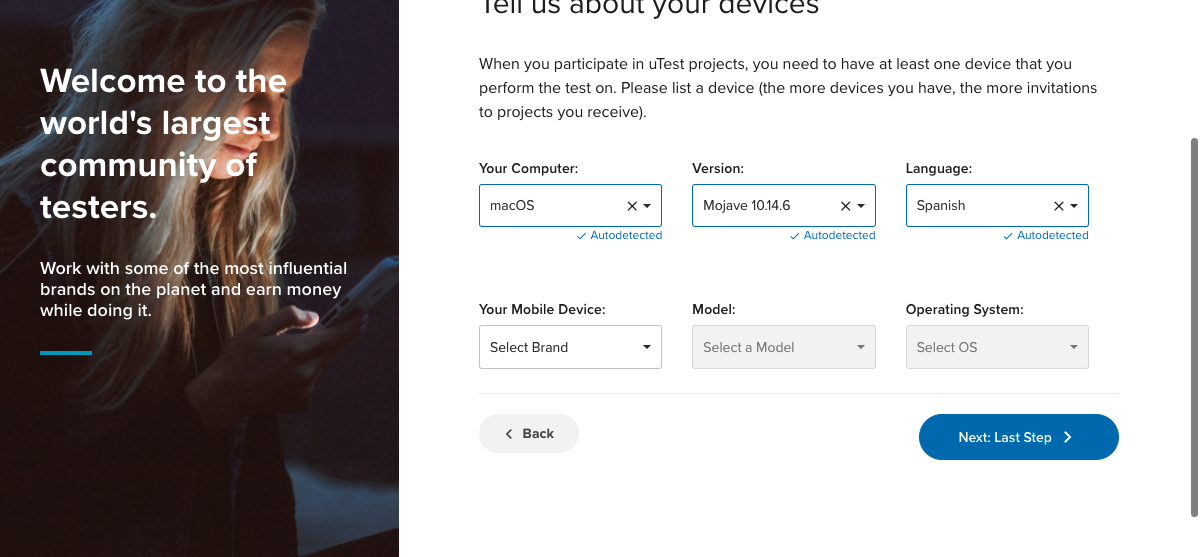 Welcome to the
world's largest
community of
testers.
Work with some of the most influential
brands on the planet and earn money
while doing it.
Tell us about your devices
When you participate in uTest projects, you need to have at least one device that you
perform the test on. Please list a device (the more devices you have, the more invitations
to projects you receive).
Your Computer: Version: Language:
macOS Mojave 10.14.6 Spanish
Autodetected Autodetected Autodetected
Your Mobile Device: Model: Operating System:
Select Brand Select a Model Select OS
Back Next: Last Step